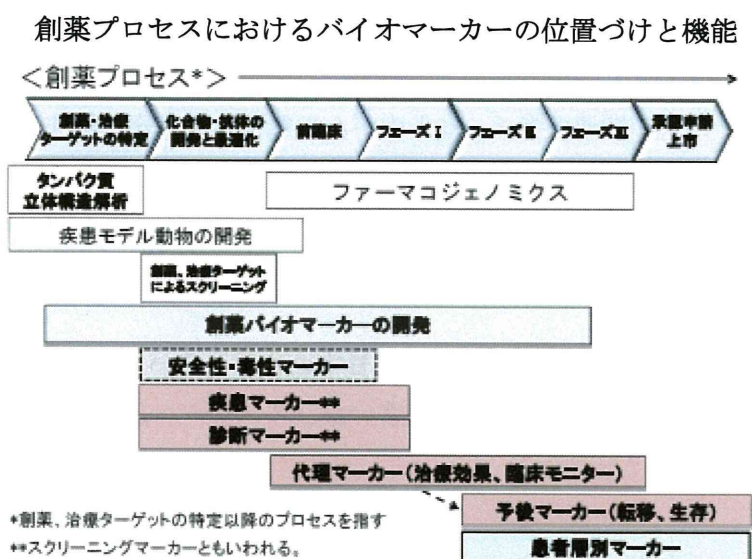 創薬プロセスにおけるバイオマーカーの位置づけと機能
＜創薬プロセス*＞
創薬・治療
ターゲットの特定
化合物・抗体の
開発と最適化
前臨床
フェーズⅠ
フェーズⅡ
フェーズⅢ
承認申請
上市
タンパク質
立体構造解析
ファーマコジェノミクス
疾患モデル動物の開発
創薬、治療ターゲット
によるスクリーニング
創薬バイオマーカーの開発
安全性・毒性マーカー
疾患マーカー**
診断マーカー**
代理マーカー（治療効果、臨床モニター）
予後マーカー（転移、生存）
患者層別マーカー
*創薬、治療ターゲットの特定以降のプロセスを指す
**スクリーニングマーカーともいわれる。